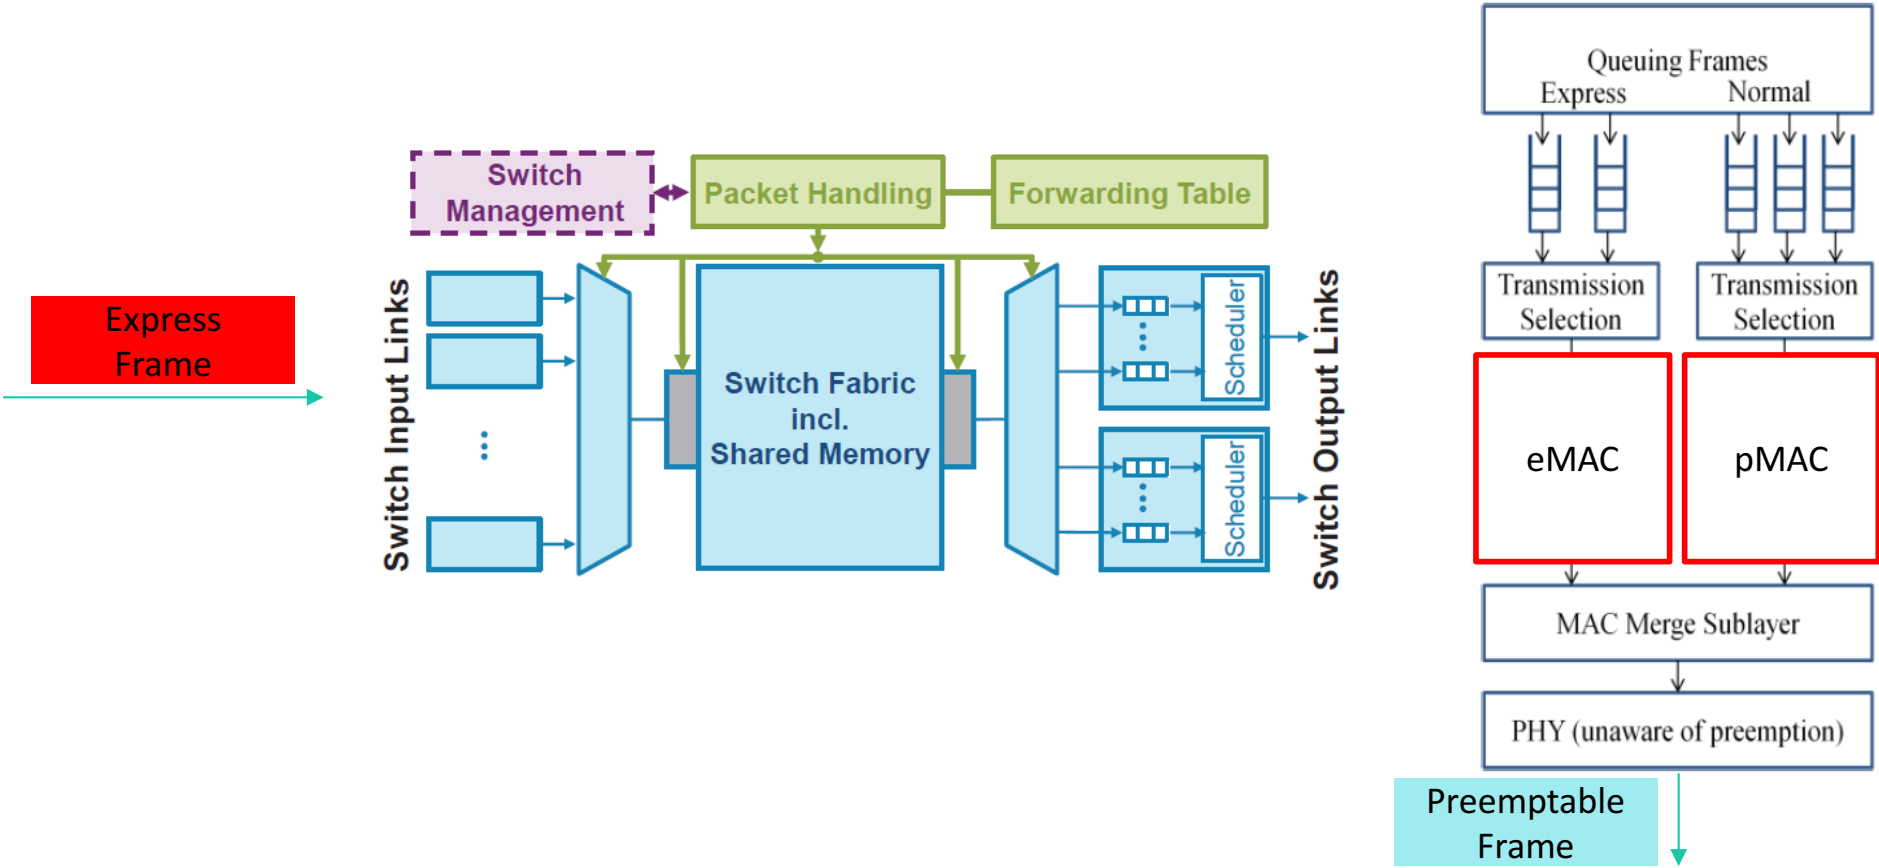 Express
Frame
Switch Input Links
Switch
Management
Packet Handling
Forwarding Table
Switch Fabric
incl.
Shared Memory
Scheduler
Scheduler
Switch Output Links
Queuing Frames
Express Normal
Transmission
Selection
Transmission
Selection
eMAC
pMAC
MAC Merge Sublayer
PHY (unaware of preemption)
Preemptable
Frame